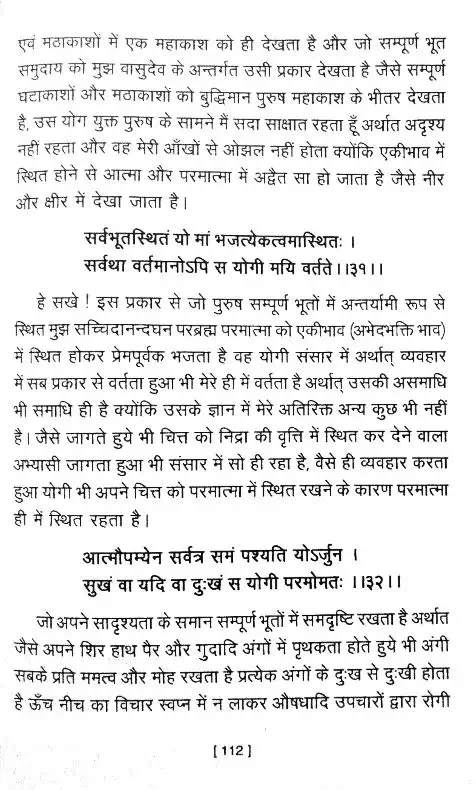 एवं मठाकाशों में एक महाकाश को ही देखता है और जो सम्पूर्ण भूत
समुदाय को मुझ वासुदेव के अन्तर्गत उसी प्रकार देखता है जैसे सम्पूर्ण
घटाकाशों और मठाकाशों को बुद्धिमान पुरुष महाकाश के भीतर देखता
है, उस योग युक्त पुरुष के सामने मैं सदा साक्षात रहता हूँ अर्थात अदृश्य
नहीं रहता और वह मेरी आँखों से ओझल नहीं होता क्योंकि एकीभाव में
स्थित होने से आत्मा और परमात्मा में अद्वैत सा हो जाता है जैसे नीर
और क्षीर में देखा जाता है।
सर्वभूतस्थितं यो मां भजत्येकत्वमास्थितः ।
सर्वथा वर्तमानोऽपि स योगी मयि वर्तते।।३१।।
हे सखे ! इस प्रकार से जो पुरुष सम्पूर्ण भूतों में अन्तर्यामी रूप से
स्थित मुझ सच्चिदानन्दघन परब्रह्म परमात्मा को एकीभाव (अभेदभक्ति भाव)
में स्थित होकर प्रेमपूर्वक भजता है वह योगी संसार में अर्थात् व्यवहार
में सब प्रकार से वर्तता हुआ भी मेरे ही में वर्तता है अर्थात् उसकी असमाधि
भी समाधि ही है क्योंकि उसके ज्ञान में मेरे अतिरिक्त अन्य कुछ भी नहीं
है। जैसे जागते हुये भी चित्त को निद्रा की वृत्ति में स्थित कर देने वाला
अभ्यासी जागता हुआ भी संसार में सो ही रहा है, वैसे ही व्यवहार करता
हुआ योगी भी अपने चित्त को परमात्मा में स्थित रखने के कारण परमात्मा
ही में स्थित रहता है।
आत्मौपम्येन सर्वत्र समं पश्यति योऽर्जुन ।
सुखं वा यदि वा दुःखं स योगी परमोमतः ।।३२।।
जो अपने सादृश्यता के समान सम्पूर्ण भूतों में समदृष्टि रखता है अर्थात
जैसे अपने शिर हाथ पैर और गुदादि अंगों में पृथकता होते हुये भी अंगी
सबके प्रति ममत्व और मोह रखता है प्रत्येक अंगों के दुःख से दुःखी होता
है ऊँच नीच का विचार स्वप्न में न लाकर औषधादि उपचारों द्वारा रोगी
[ 112 ]